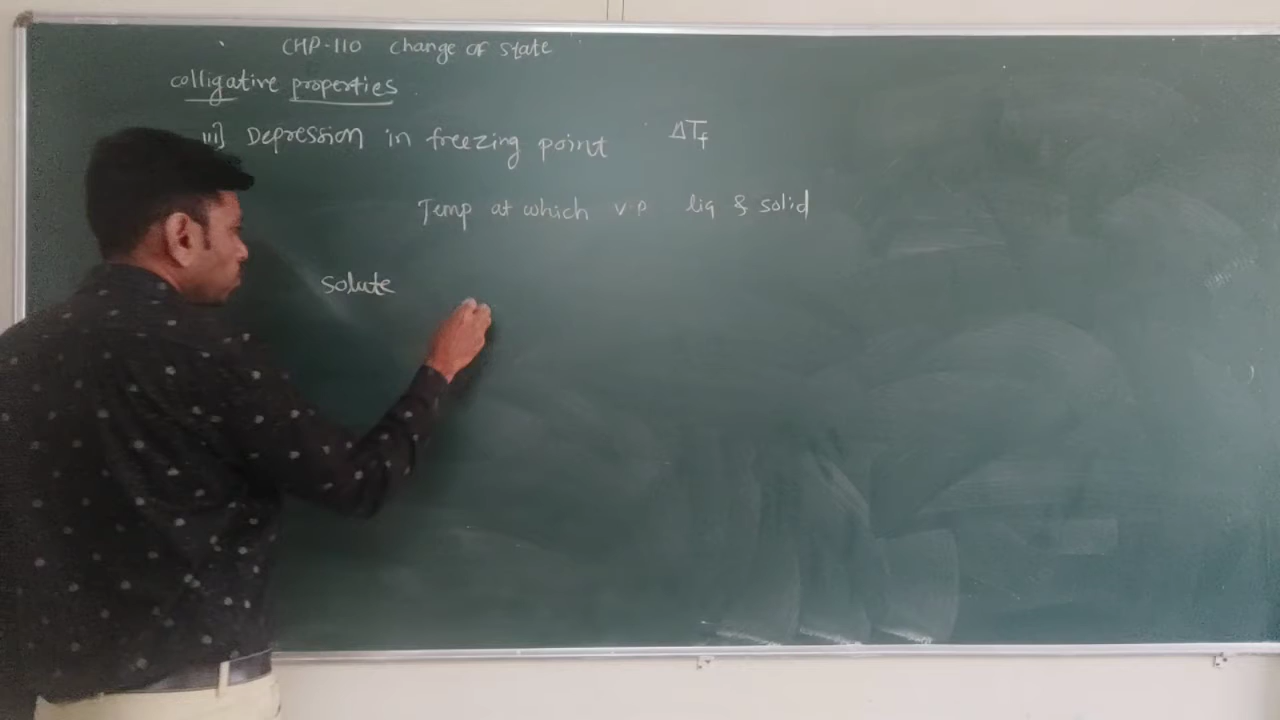 CHP-110 change of state
colligative properties
iii] Depression in freezing point ΔTf
Temp at which v p liq & solid
solute